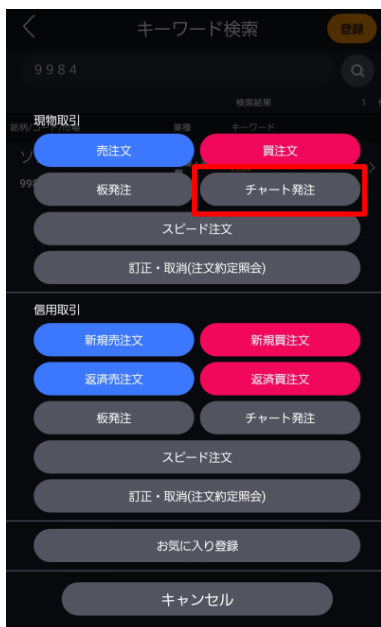 キーワード検索
登録
9984
検索結果 1
銘柄/コード/市場 業種 キーワード
現物取引
ソ
998
売注文 買注文
板発注 チャート発注
スピード注文
訂正・取消(注文約定照会)
信用取引
新規売注文 新規買注文
返済売注文 返済買注文
板発注 チャート発注
スピード注文
訂正・取消(注文約定照会)
お気に入り登録
キャンセル